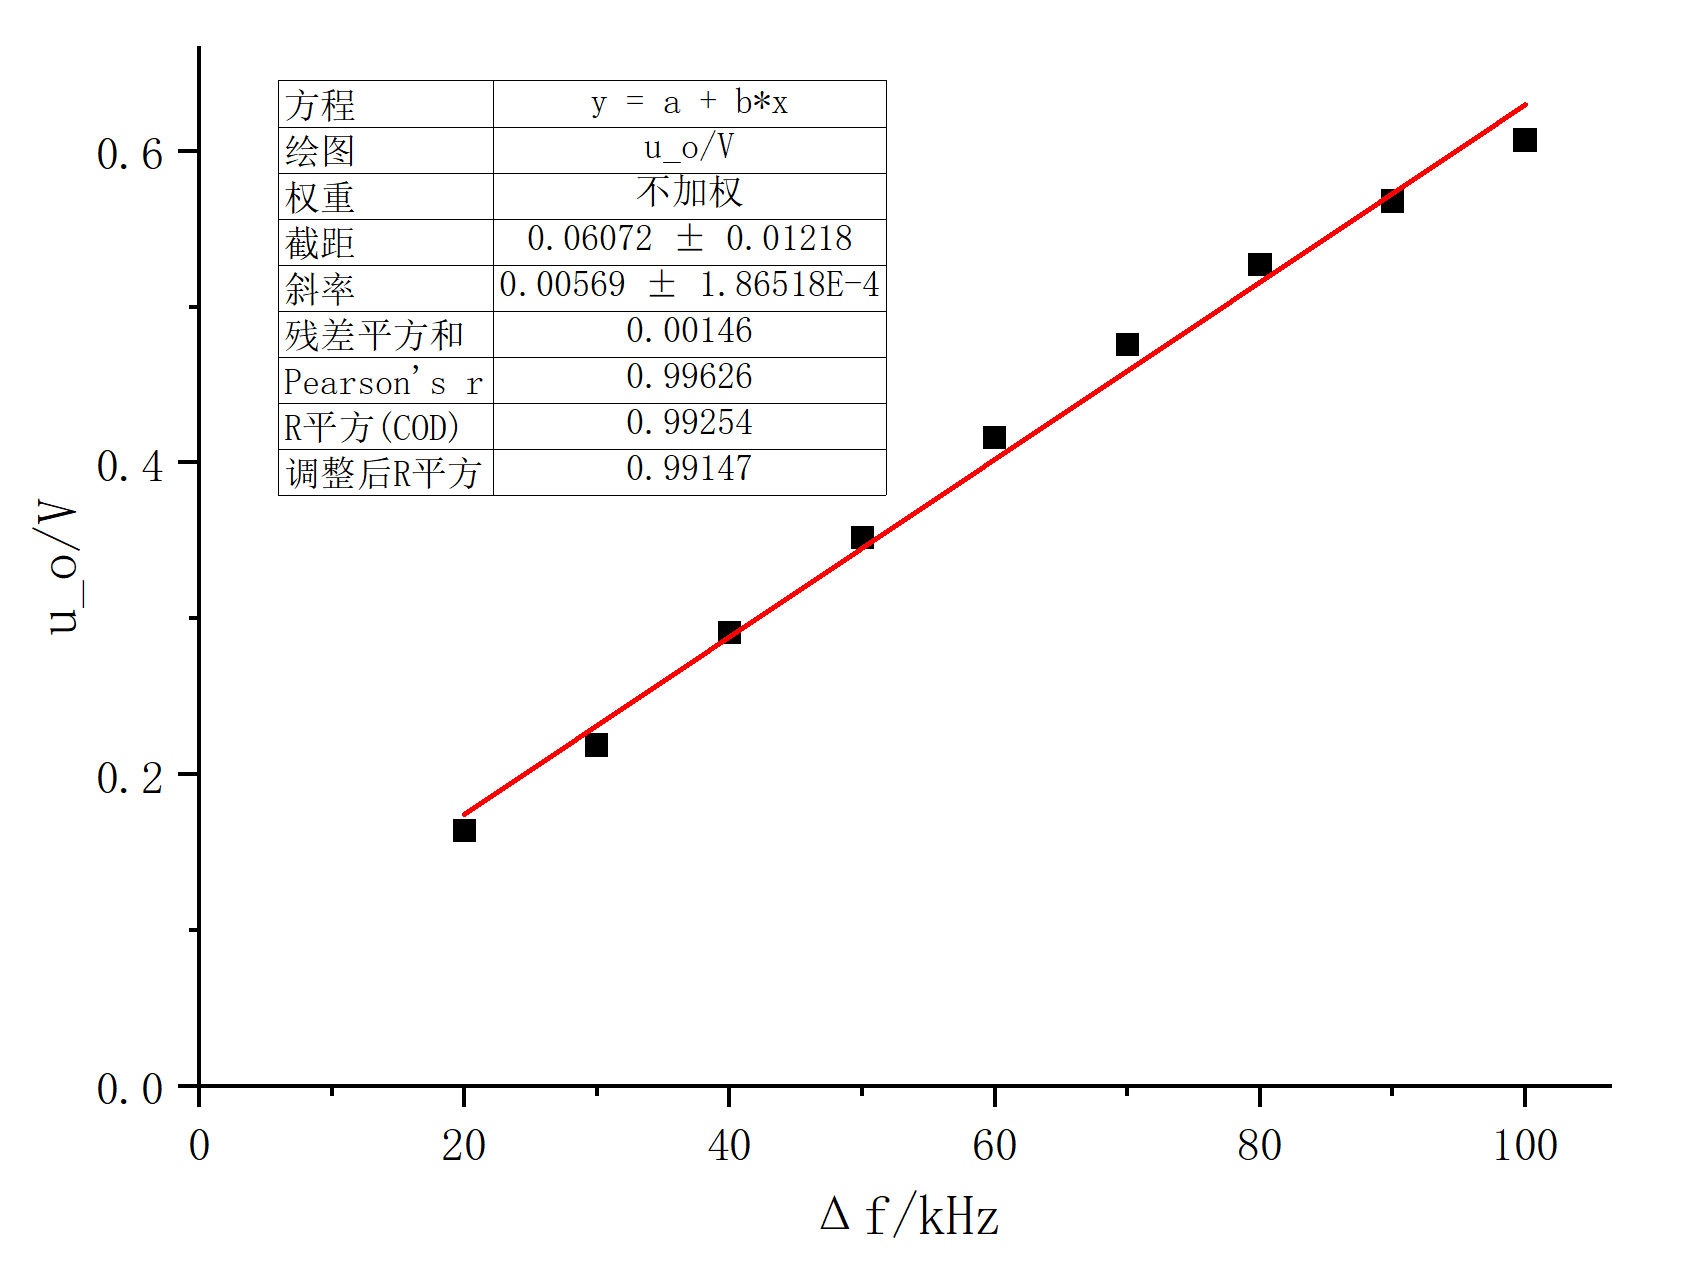 方程 y = a + b*x
绘图 u_o/V
权重 不加权
截距 0.06072 ± 0.01218
斜率 0.00569 ± 1.86518E-4
残差平方和 0.00146
Pearson's r 0.99626
R平方(COD) 0.99254
调整后R平方 0.99147
0.6
0.4
0.2
0.0
u_o/V
0 20 40 60 80 100
Δf/kHz